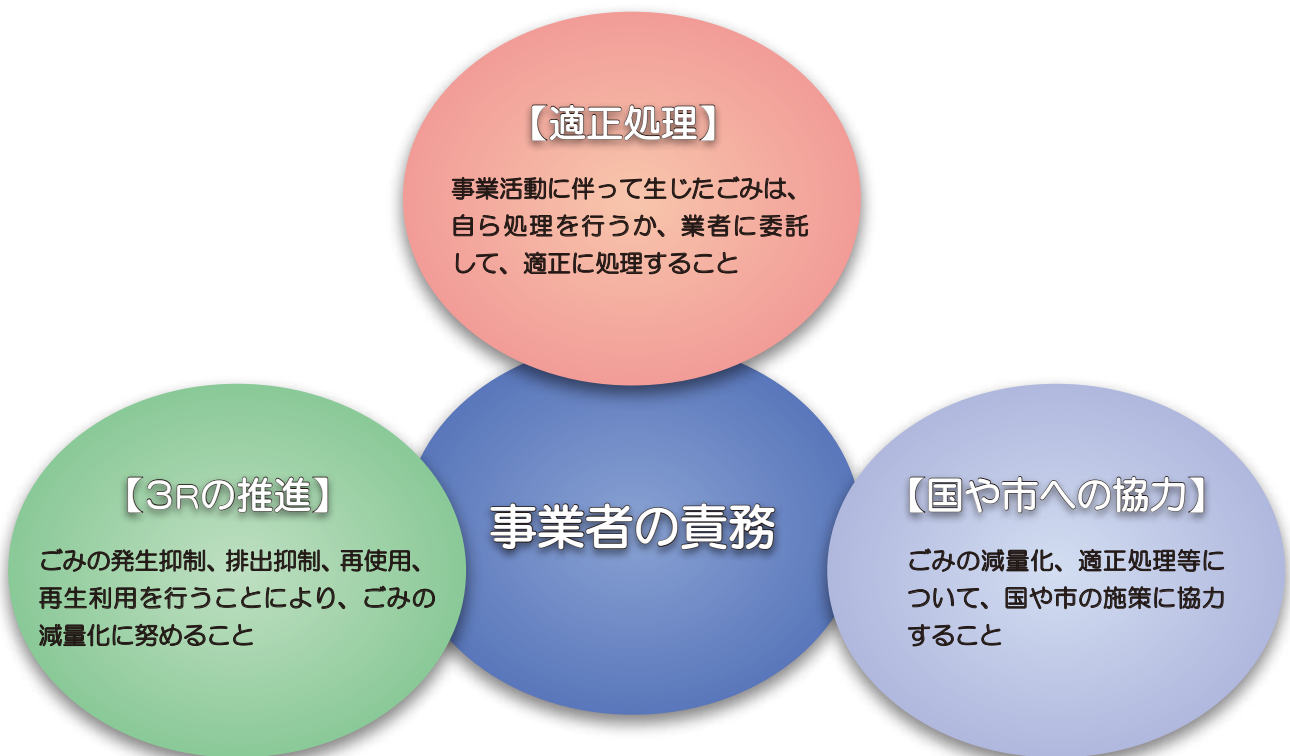 【適正処理】
事業活動に伴って生じたごみは、
自ら処理を行うか、業者に委託
して、適正に処理すること
事業者の責務
【3Rの推進】
ごみの発生抑制、排出抑制、再使用、
再生利用を行うことにより、ごみの
減量化に努めること
【国や市への協力】
ごみの減量化、適正処理等に
ついて、国や市の施策に協力
すること